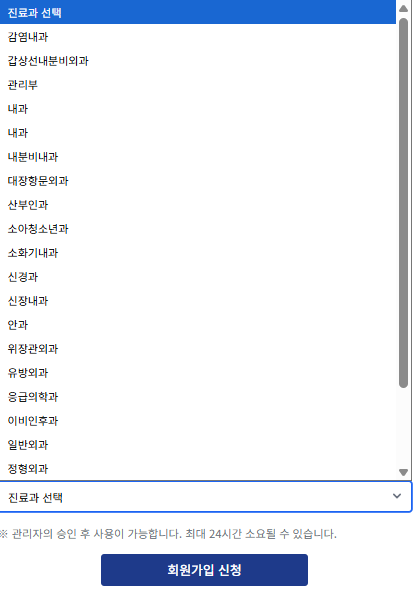 진료과 선택
감염내과
갑상선내분비외과
관리부
내과
내과
내분비내과
대장항문외과
산부인과
소아청소년과
소화기내과
신경과
신장내과
안과
위장관외과
유방외과
응급의학과
이비인후과
일반외과
정형외과
진료과 선택
※ 관리자의 승인 후 사용이 가능합니다. 최대 24시간 소요될 수 있습니다.
회원가입 신청